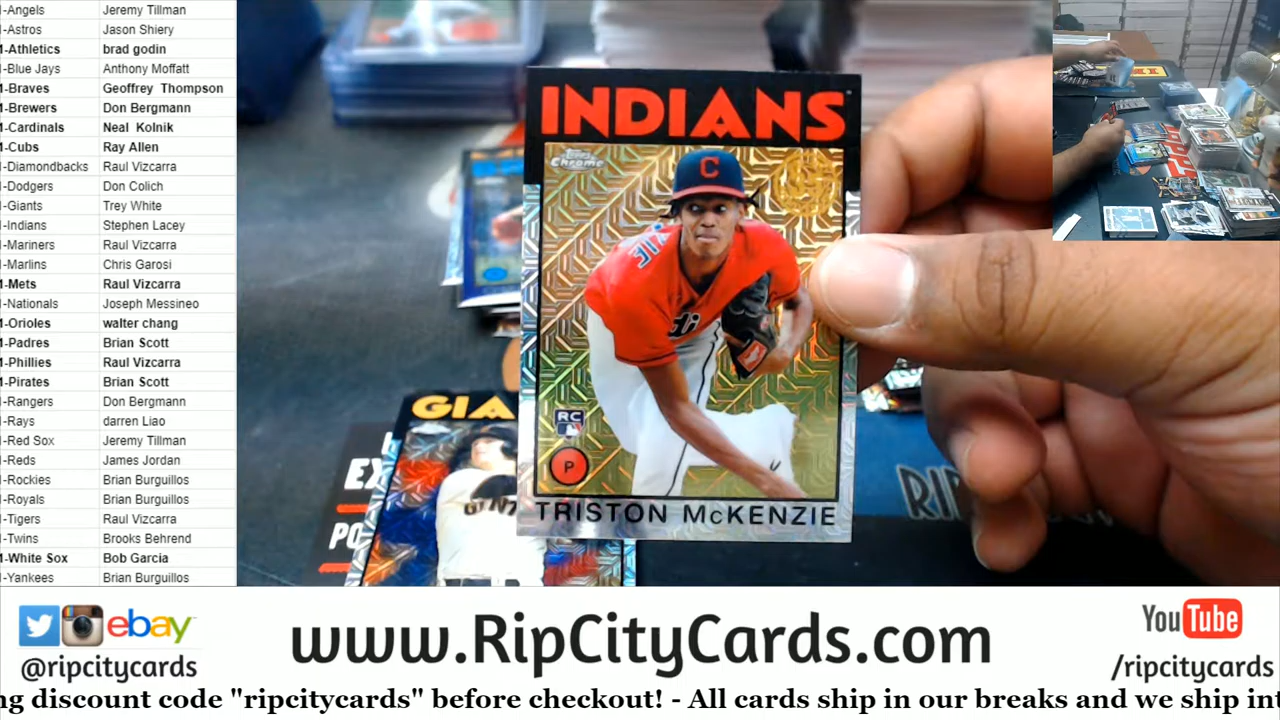 -Angels Jeremy Tillman
-Astros Jason Shiery
-Athletics brad godin
-Blue Jays Anthony Moffatt
-Braves Geoffrey Thompson
-Brewers Don Bergmann
-Cardinals Neal Kolnik
-Cubs Ray Allen
-Diamondbacks Raul Vizcarra
-Dodgers Don Colich
-Giants Trey White
-Indians Stephen Lacey
-Mariners Raul Vizcarra
-Marlins Chris Garosi
-Mets Raul Vizcarra
-Nationals Joseph Messineo
-Orioles walter chang
-Padres Brian Scott
-Phillies Raul Vizcarra
-Pirates Brian Scott
-Rangers Don Bergmann
-Rays darren Liao
-Red Sox Jeremy Tillman
-Reds James Jordan
-Rockies Brian Burguillos
-Royals Brian Burguillos
-Tigers Raul Vizcarra
-Twins Brooks Behrend
-White Sox Bob Garcia
-Yankees Brian Burguillos
INDIANS
Topps Chrome
C
RC
P
TRISTON McKENZIE
GIA
EX
PO
RIP
ebay
@ripcitycards
www.RipCityCards.com
YouTube
/ripcitycards
ng discount code "ripcitycards" before checkout! - All cards ship in our breaks and we ship int